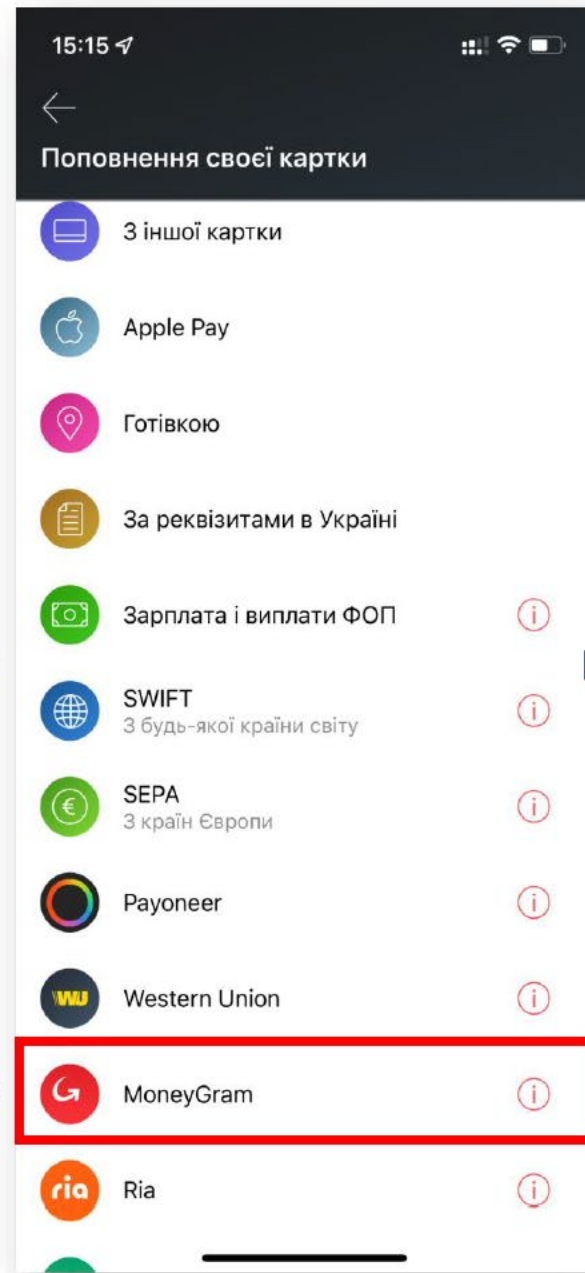 15:15
Поповнення своєї картки
З іншої картки
Apple Pay
Готівкою
За реквізитами в Україні
Зарплата і виплати ФОП
SWIFT
З будь-якої країни світу
SEPA
З країн Європи
Payoneer
WU
Western Union
MoneyGram
ria
Ria